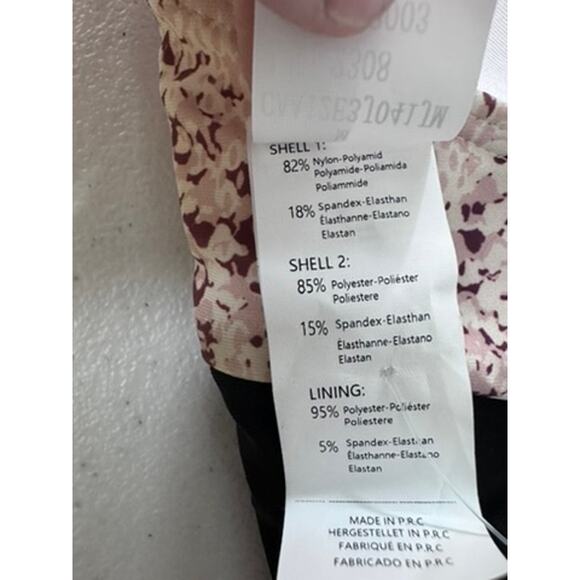 SHELL 1:
82% Nylon-Polyamid
Polyamide-Poliamida
Poliammide
18% Spandex-Elasthan
Élasthanne-Elastano
Elastan
SHELL 2:
85% Polyester-Poliéster
Poliestere
15% Spandex-Elasthan
Élasthanne-Elastano
Elastan
LINING:
95% Polyester-Poliéster
Poliestere
5% Spandex-Elasthan
Élasthanne-Elastano
Elastan
MADE IN P.R.C
HERGESTELLET IN P.R.C
FABRIQUÉ EN P.R.C
FABRICADO EN P.R.C